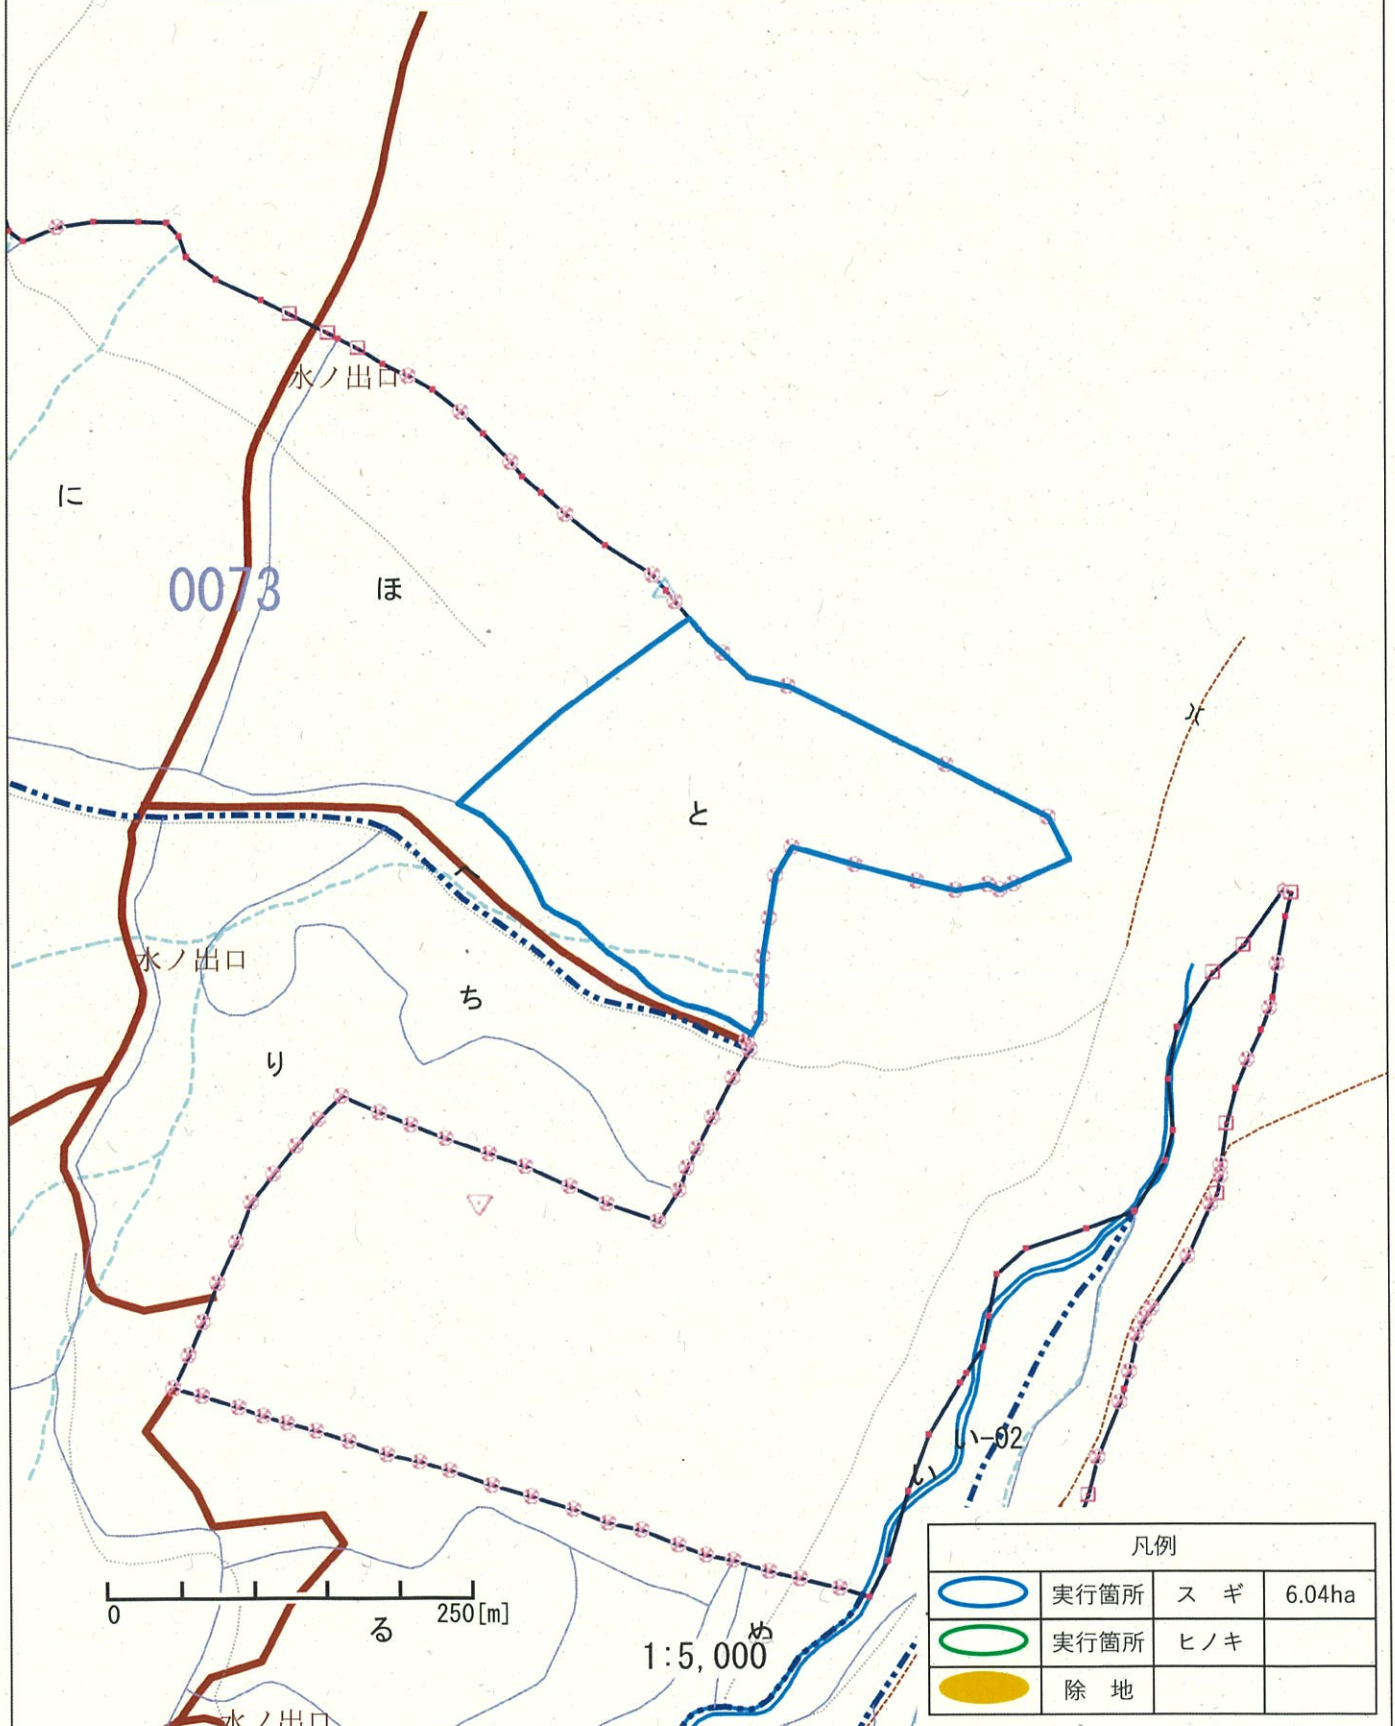 水ノ出口
に
0073
ほ
と
へ
水ノ出口
ち
り
い-02
い
0 250[m]
る
め
1:5,000
水ノ出口
凡例
実行箇所 ス ギ 6.04ha
実行箇所 ヒノキ
除 地